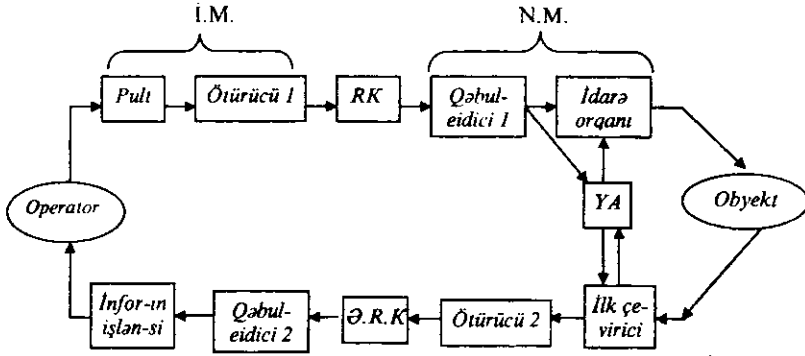 İ.M.
N.M.
Pult
Ötürücü 1
RK
Qəbul-
eidici 1
İdarə
orqanı
Operator
YA
Obyekt
İnfor-ın
işlən-si
Qəbul-
eidici 2
Ə.R.K
Ötürücü 2
İlk çe-
virici